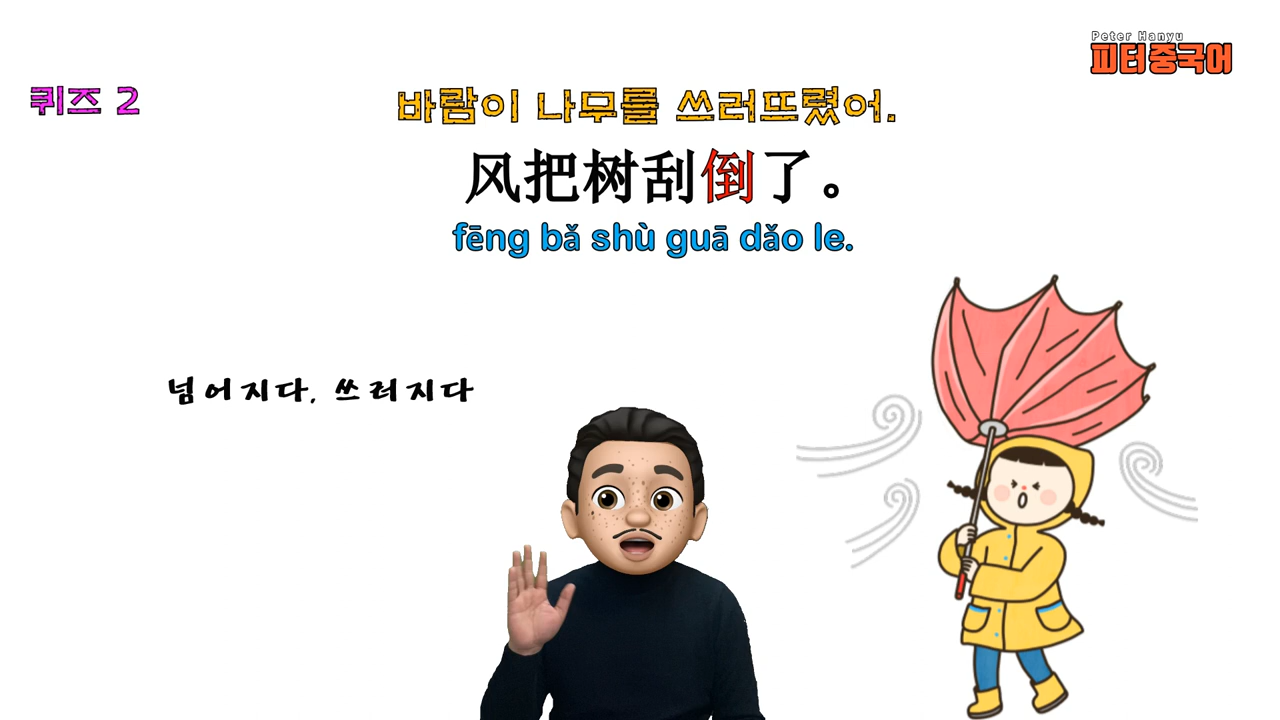 Peter Hanyu
피터중국어
퀴즈 2
바람이 나무를 쓰러뜨렸어.
风把树刮倒了。
fēng bǎ shù guā dǎo le.
넘어지다, 쓰러지다